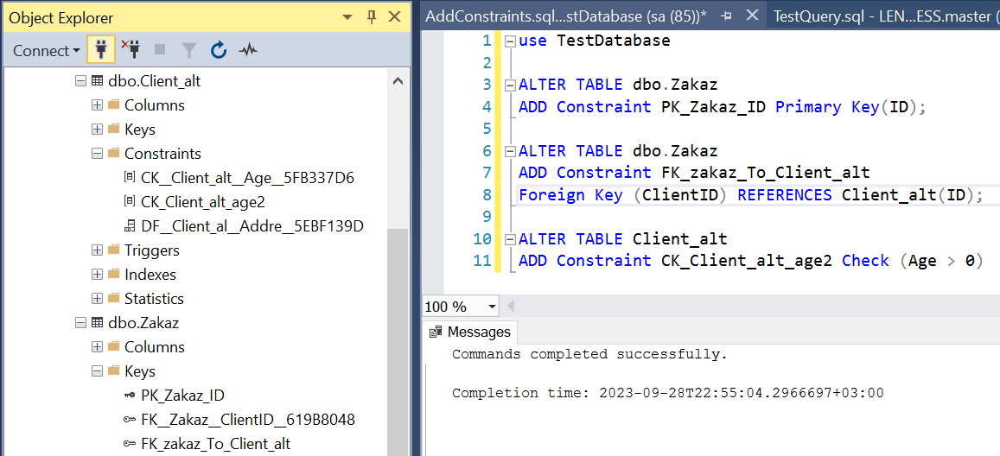 Object Explorer
Connect
dbo.Client_alt
Columns
Keys
Constraints
CK__Client_alt__Age__5FB337D6
CK_Client_alt_age2
DF__Client_al__Addre__5EBF139D
Triggers
Indexes
Statistics
dbo.Zakaz
Columns
Keys
PK_Zakaz_ID
FK__Zakaz__ClientID__619B8048
FK_zakaz_To_Client_alt
AddConstraints.sql...stDatabase (sa (85))*
TestQuery.sql - LEN...ESS.master (
1 use TestDatabase
2
3 ALTER TABLE dbo.Zakaz
4 ADD Constraint PK_Zakaz_ID Primary Key(ID);
5
6 ALTER TABLE dbo.Zakaz
7 ADD Constraint FK_zakaz_To_Client_alt
8 Foreign Key (ClientID) REFERENCES Client_alt(ID);
9
10 ALTER TABLE Client_alt
11 ADD Constraint CK_Client_alt_age2 Check (Age > 0)
100 %
Messages
Commands completed successfully.
Completion time: 2023-09-28T22:55:04.2966697+03:00